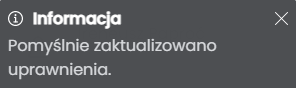 Informacja
Pomyślnie zaktualizowano
uprawnienia.